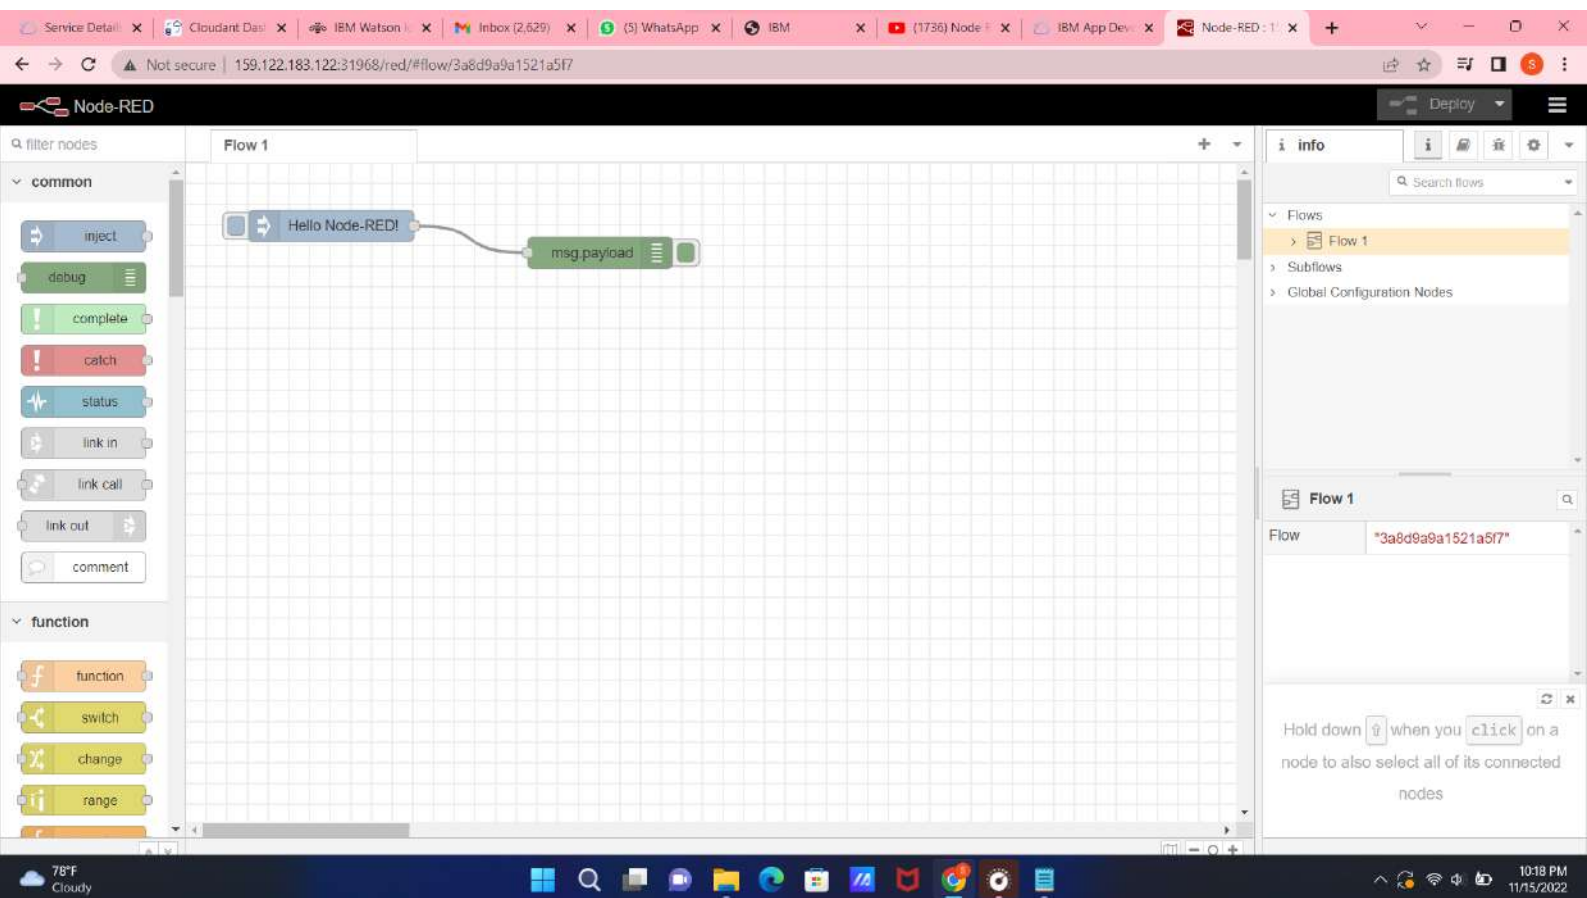 Service Detail
Cloudant Das
IBM Watson I
Inbox (2,629)
(5) WhatsApp
IBM
(1736) Node
IBM App Dev
Node-RED : 1
Not secure | 159.122.183.122:31968/red/#flow/3a8d9a9a1521a5f7
S
Node-RED
Deploy
filter nodes
Flow 1
i info
i
common
Search flows
Flows
Flow 1
Subflows
Global Configuration Nodes
Hello Node-RED!
msg.payload
inject
debug
complete
catch
status
link in
link call
link out
comment
function
function
switch
change
range
Flow 1
Flow
"3a8d9a9a1521a5f7"
Hold down ⇧ when you click on a
node to also select all of its connected
nodes
78°F
Cloudy
10:18 PM
11/15/2022